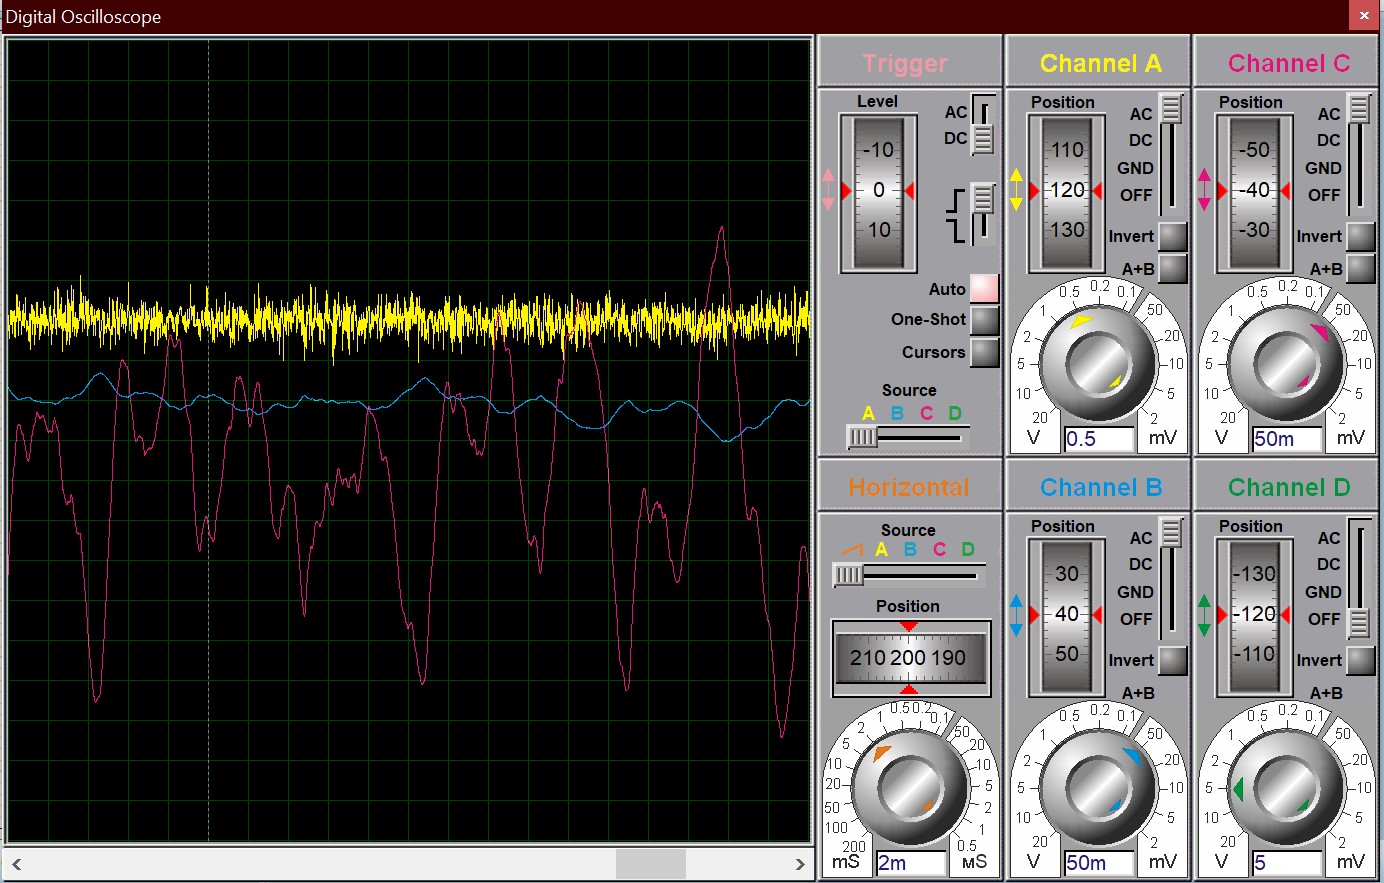 Digital Oscilloscope
Trigger
Level
-10
0
10
AC
DC
Auto
One-Shot
Cursors
Source
A B C D
Channel A
Position
110
120
130
AC
DC
GND
OFF
Invert
A+B
20 10 5 2 1 0.5 0.2 0.1 50 20 10 5 2
V 0.5 mV
Channel C
Position
-50
-40
-30
AC
DC
GND
OFF
Invert
A+B
20 10 5 2 1 0.5 0.2 0.1 50 20 10 5 2
V 50m mV
Horizontal
Source
A B C D
Position
210 200 190
200 100 50 20 10 5 2 1 0.5 0.2 0.1 50 20 10 5 2 1 0.5
mS 2m мS
Channel B
Position
30
40
50
AC
DC
GND
OFF
Invert
A+B
20 10 5 2 1 0.5 0.2 0.1 50 20 10 5 2
V 50m mV
Channel D
Position
-130
-120
-110
AC
DC
GND
OFF
Invert
A+B
20 10 5 2 1 0.5 0.2 0.1 50 20 10 5 2
V 5 mV